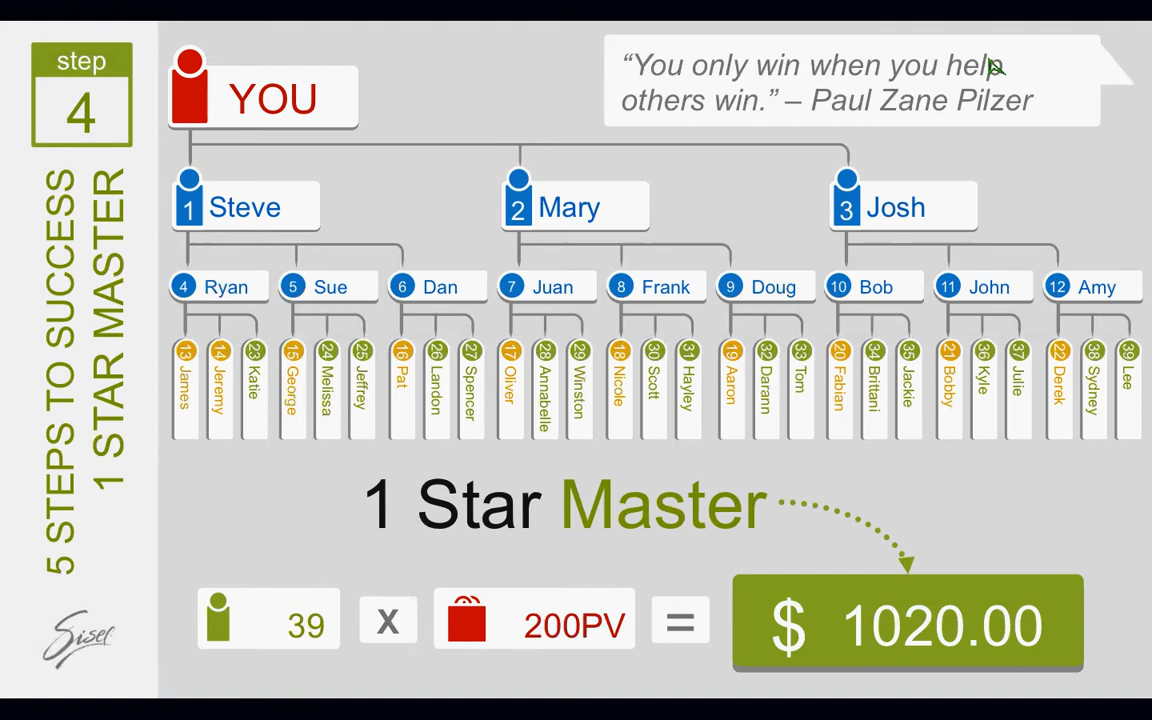 step
4
5 STEPS TO SUCCESS
1 STAR MASTER
Sisel
YOU
“You only win when you help
others win.” – Paul Zane Pilzer
1 Steve
2 Mary
3 Josh
4 Ryan
5 Sue
6 Dan
7 Juan
8 Frank
9 Doug
10 Bob
11 John
12 Amy
13 James
14 Jeremy
23 Katie
15 George
24 Melissa
25 Jeffrey
16 Pat
26 Landon
27 Spencer
17 Oliver
28 Annabelle
29 Winston
18 Nicole
30 Scott
31 Hayley
19 Aaron
32 Darann
33 Tom
20 Fabian
34 Brittani
35 Jackie
21 Bobby
36 Kyle
37 Julie
22 Derek
38 Sydney
39 Lee
1 Star Master
39 X 200PV = $ 1020.00